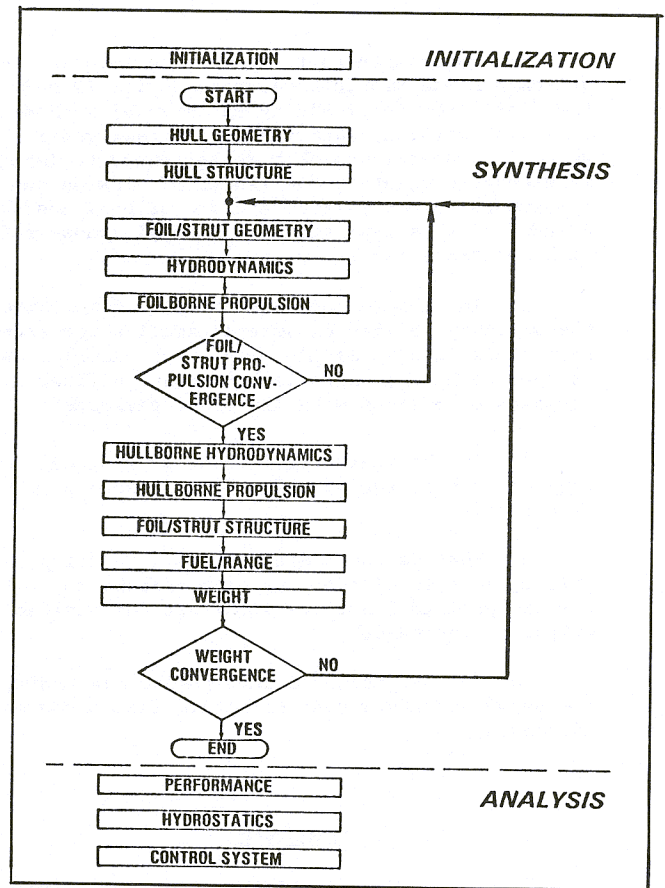 INITIALIZATION
INITIALIZATION
START
HULL GEOMETRY
HULL STRUCTURE
SYNTHESIS
FOIL/STRUT GEOMETRY
HYDRODYNAMICS
FOILBORNE PROPULSION
FOIL/
STRUT PRO-
PULSION CONV-
ERGENCE
NO
YES
HULLBORNE HYDRODYNAMICS
HULLBORNE PROPULSION
FOIL/STRUT STRUCTURE
FUEL/RANGE
WEIGHT
WEIGHT
CONVERGENCE
NO
YES
END
PERFORMANCE
ANALYSIS
HYDROSTATICS
CONTROL SYSTEM